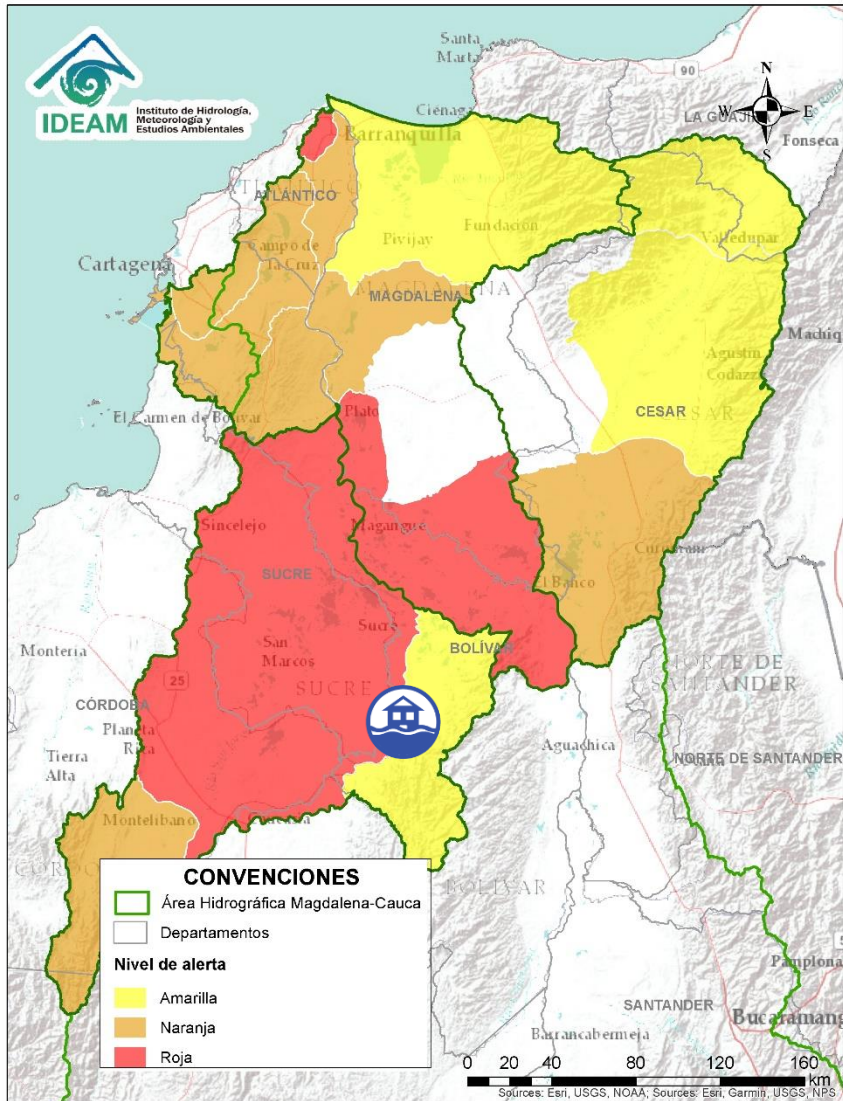 IDEAM
Instituto de Hidrología,
Meteorología y
Estudios Ambientales
Santa
Marta
90
N
W
E
S
LA GUAJI
Fonseca
Ciénaga
Barranquilla
ATLÁNTICO
Cartagena
Campo de
la Cruz
Pivijay
Fundación
Valledupar
MAGDALENA
Machiq
Agustín
Codazzi
El Carmen de Bolívar
Plato
CESAR
Sincelejo
Magangué
Curumaní
SUCRE
El Banco
Montería
San
Marcos
Sucre
BOLÍVAR
25
SUCRE
NORTE DE
SANTANDER
CÓRDOBA
Planeta
Rica
Tierra
Alta
Aguachica
NORTE DE SANTANDER
Montelíbano
Caucasia
BOLÍVAR
CONVENCIONES
Área Hidrográfica Magdalena-Cauca
Departamentos
Nivel de alerta
Amarilla
Naranja
Roja
Pamplona
SANTANDER
Bucaramang
Barrancabermeja
0 20 40 80 120 160
km
Sources: Esri, USGS, NOAA; Sources: Esri, Garmin, USGS, NPS